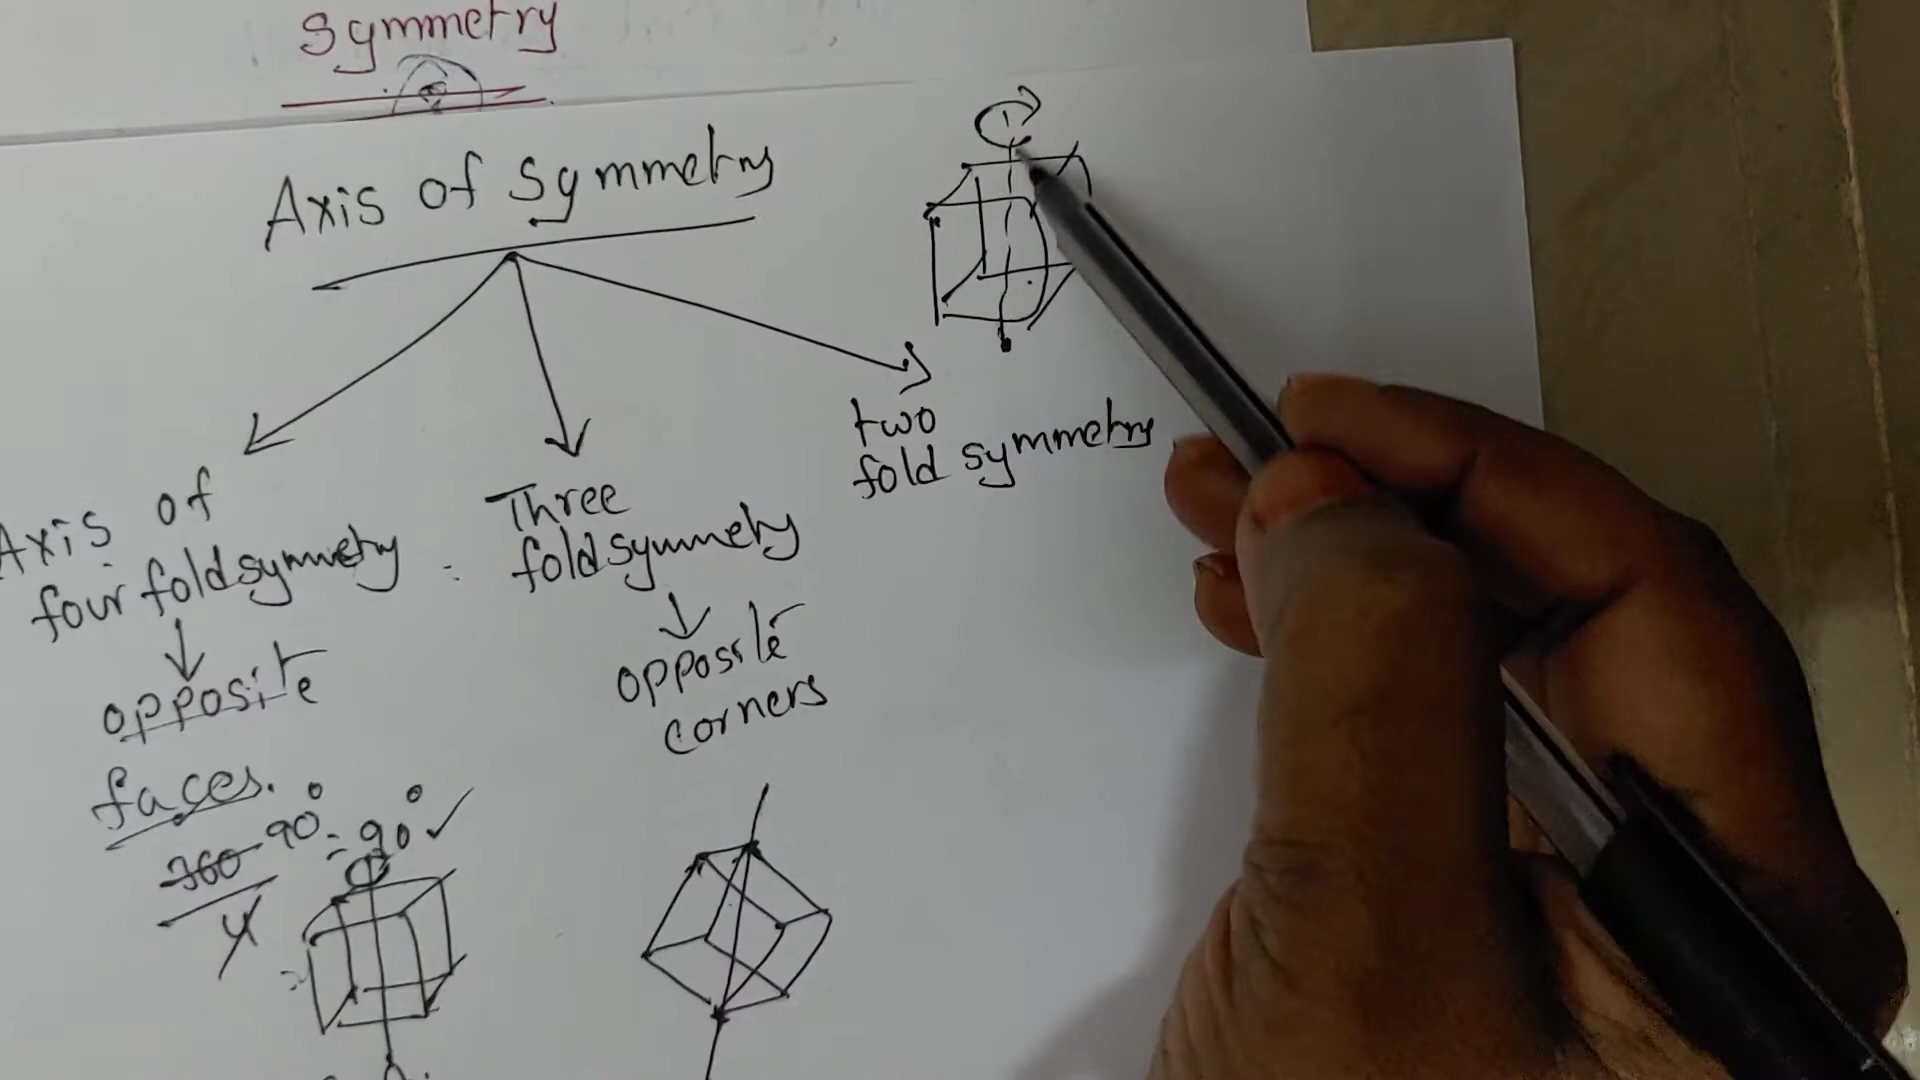 Symmetry
Axis of Symmetry
Axis of
four fold symmetry
opposite
faces.
360 90° = 90° ✓
4
Three
fold symmetry
opposite
corners
two
fold symmetry